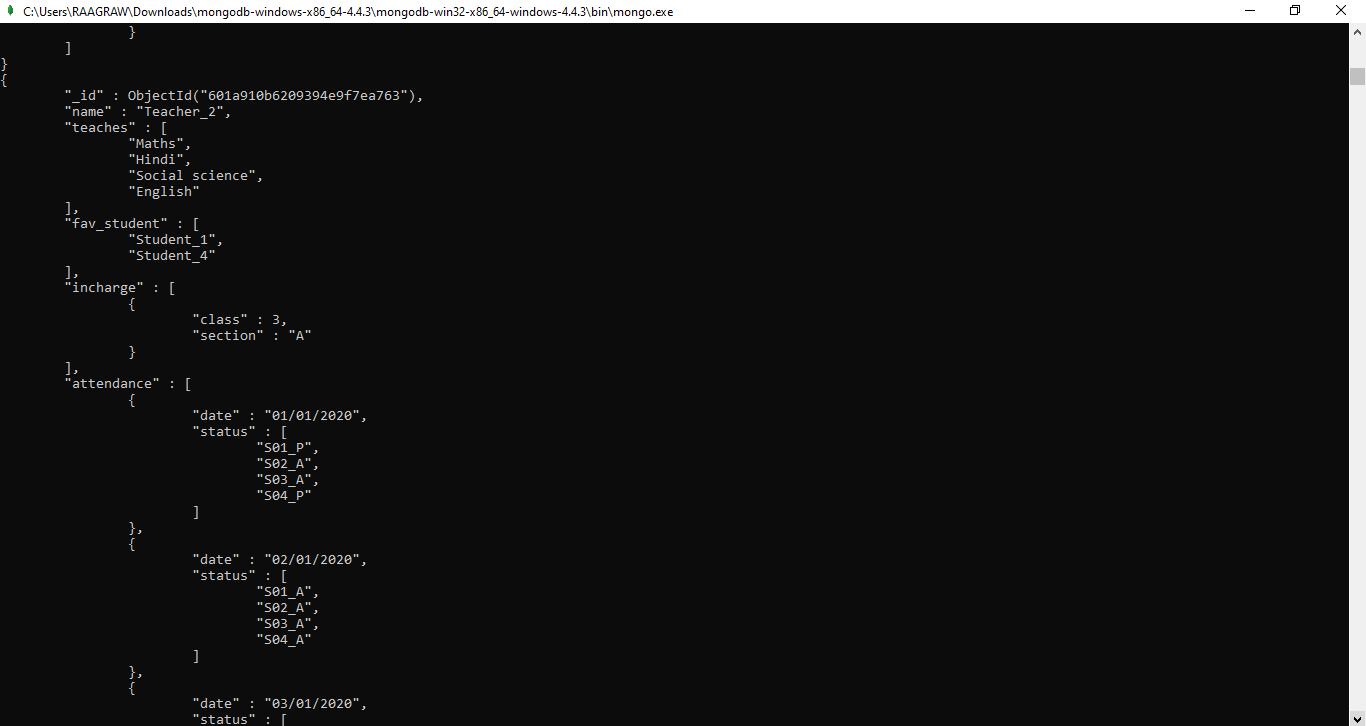 C:\Users\RAAGRAW\Downloads\mongodb-windows-x86_64-4.4.3\mongodb-win32-x86_64-windows-4.4.3\bin\mongo.exe
                }
        ]
}
{
        "_id" : ObjectId("601a910b6209394e9f7ea763"),
        "name" : "Teacher_2",
        "teaches" : [
                "Maths",
                "Hindi",
                "Social science",
                "English"
        ],
        "fav_student" : [
                "Student_1",
                "Student_4"
        ],
        "incharge" : [
                {
                        "class" : 3,
                        "section" : "A"
                }
        ],
        "attendance" : [
                {
                        "date" : "01/01/2020",
                        "status" : [
                                "S01_P",
                                "S02_A",
                                "S03_A",
                                "S04_P"
                        ]
                },
                {
                        "date" : "02/01/2020",
                        "status" : [
                                "S01_A",
                                "S02_A",
                                "S03_A",
                                "S04_A"
                        ]
                },
                {
                        "date" : "03/01/2020",
                        "status" : [